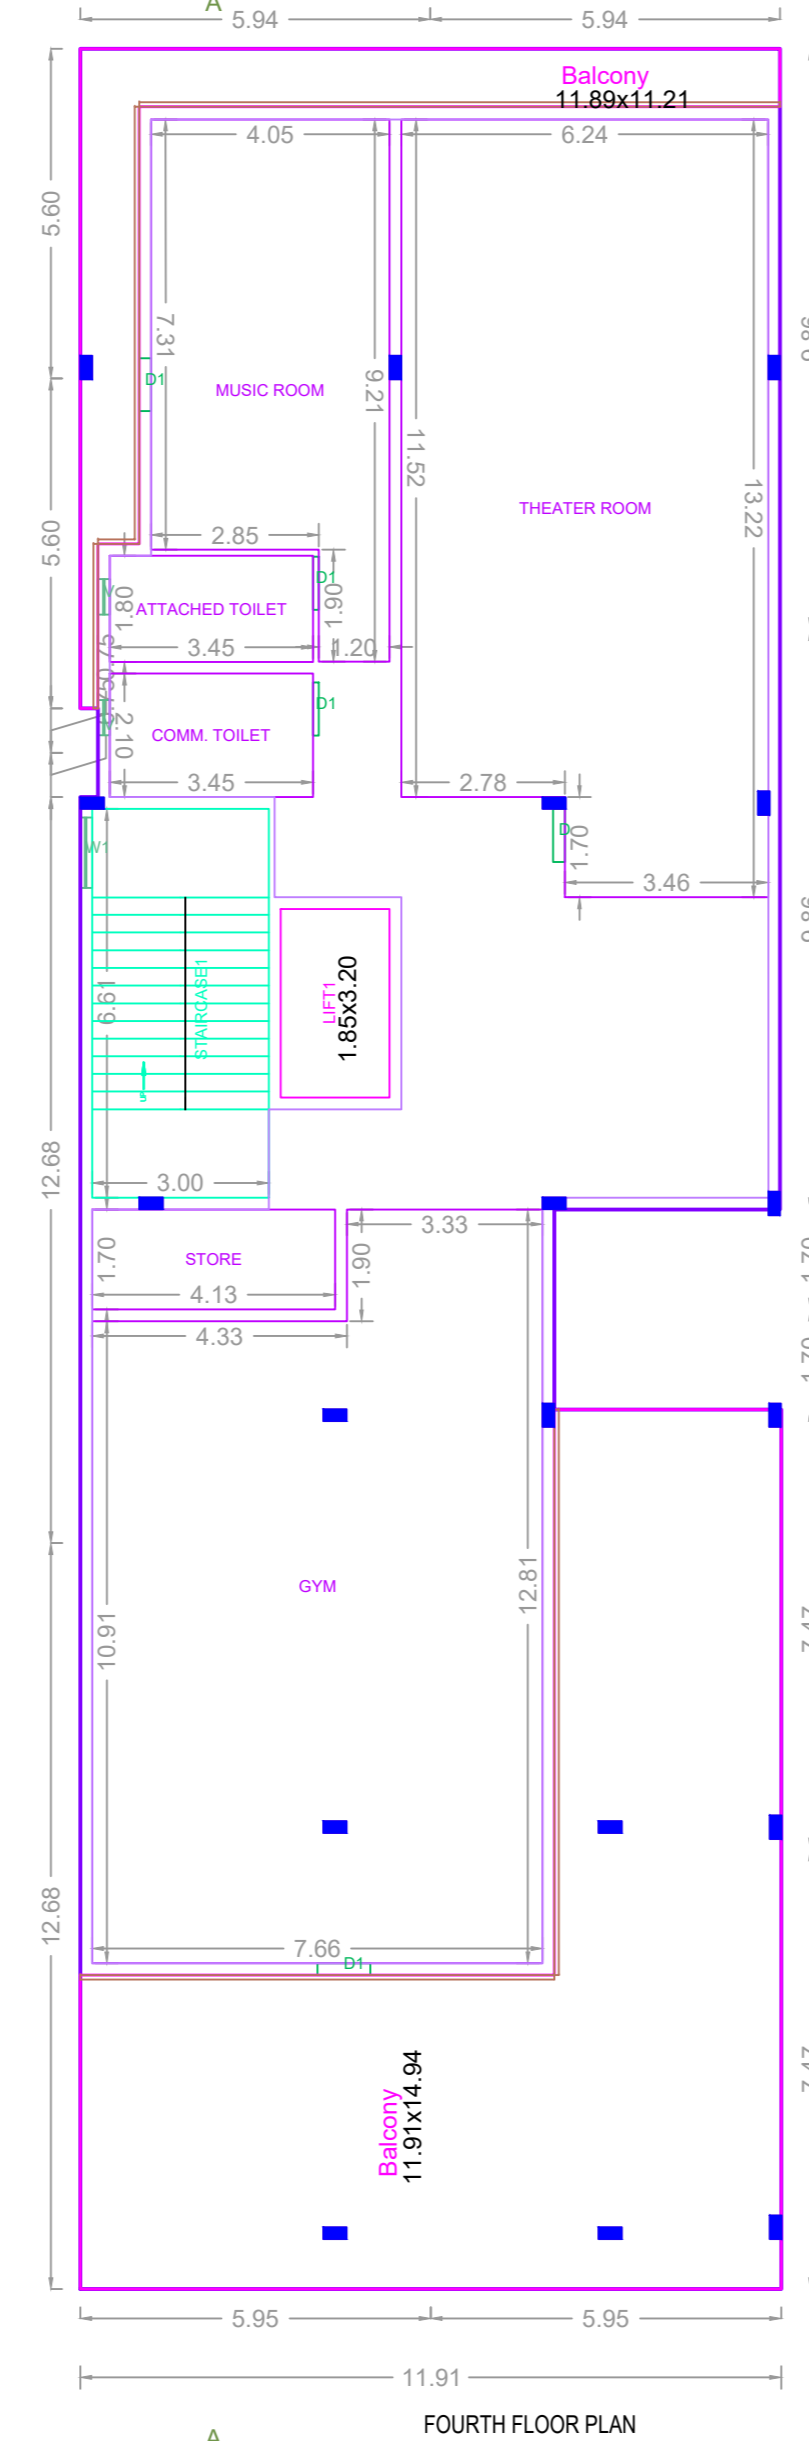 A
5.94
5.94
Balcony
11.89x11.21
4.05
6.24
5.60
7.31
D1
MUSIC ROOM
9.21
11.52
THEATER ROOM
13.22
5.60
2.85
D1
1.80
ATTACHED TOILET
1.90
3.45
1.20
D1
2.10
COMM. TOILET
3.45
2.78
D
1.70
W1
3.46
6.61
STAIRCASE1
UP
LIFT1
1.85x3.20
12.68
3.00
3.33
1.70
STORE
1.90
4.13
4.33
GYM
10.91
12.81
12.68
7.66
D1
Balcony
11.91x14.94
5.95
5.95
11.91
FOURTH FLOOR PLAN
A